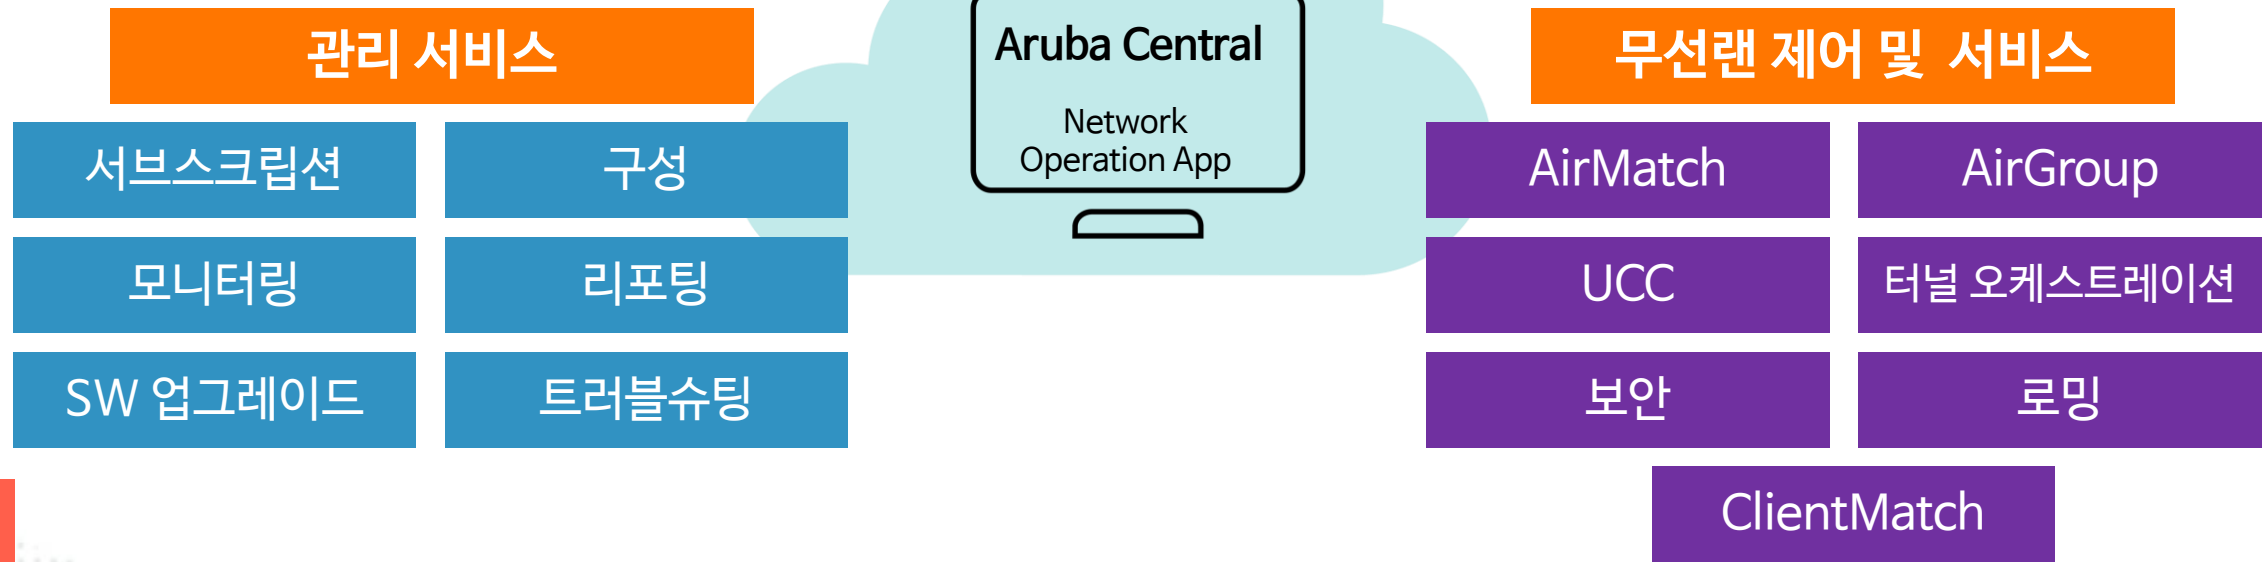 관리 서비스
서브스크립션
구성
모니터링
리포팅
SW 업그레이드
트러블슈팅
Aruba Central
Network
Operation App
무선랜 제어 및 서비스
AirMatch
AirGroup
UCC
터널 오케스트레이션
보안
로밍
ClientMatch